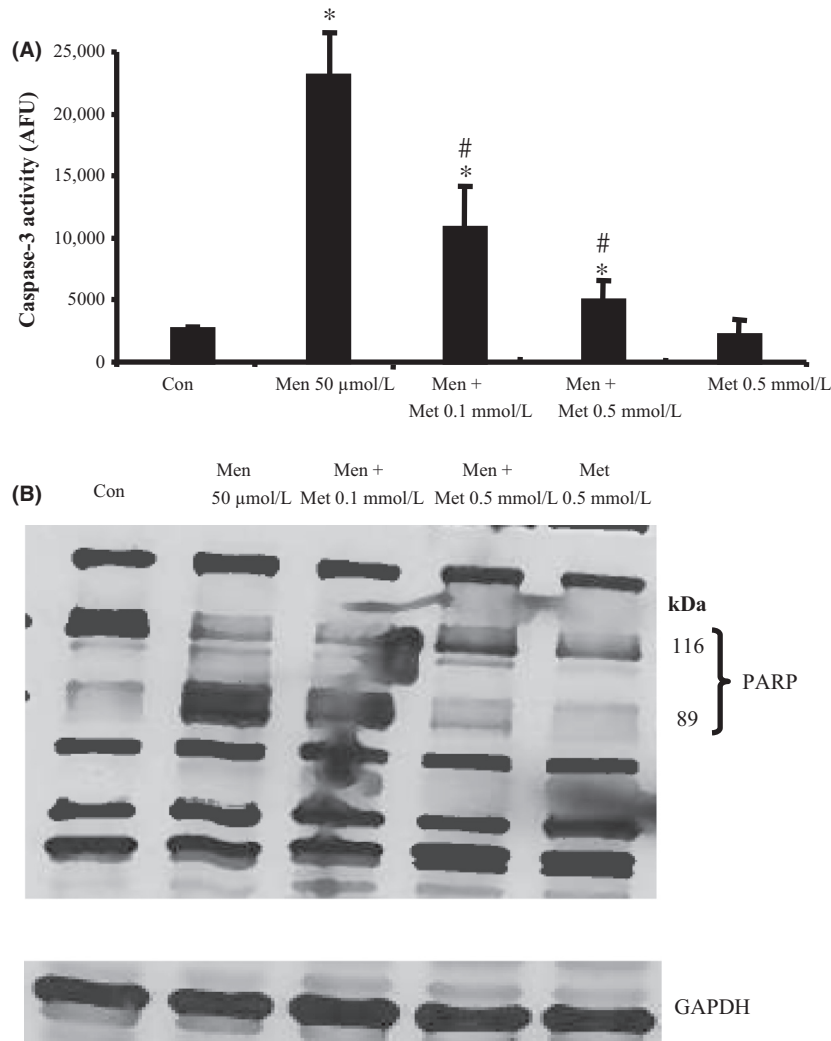 (A)
25,000
20,000
15,000
10,000
5000
0
Caspase-3 activity (AFU)
*
#
*
#
*
Con
Men 50 µmol/L
Men +
Met 0.1 mmol/L
Men +
Met 0.5 mmol/L
Met 0.5 mmol/L
(B)
Con
Men
50 µmol/L
Men +
Met 0.1 mmol/L
Men +
Met 0.5 mmol/L
Met
0.5 mmol/L
kDa
116
89
PARP
GAPDH